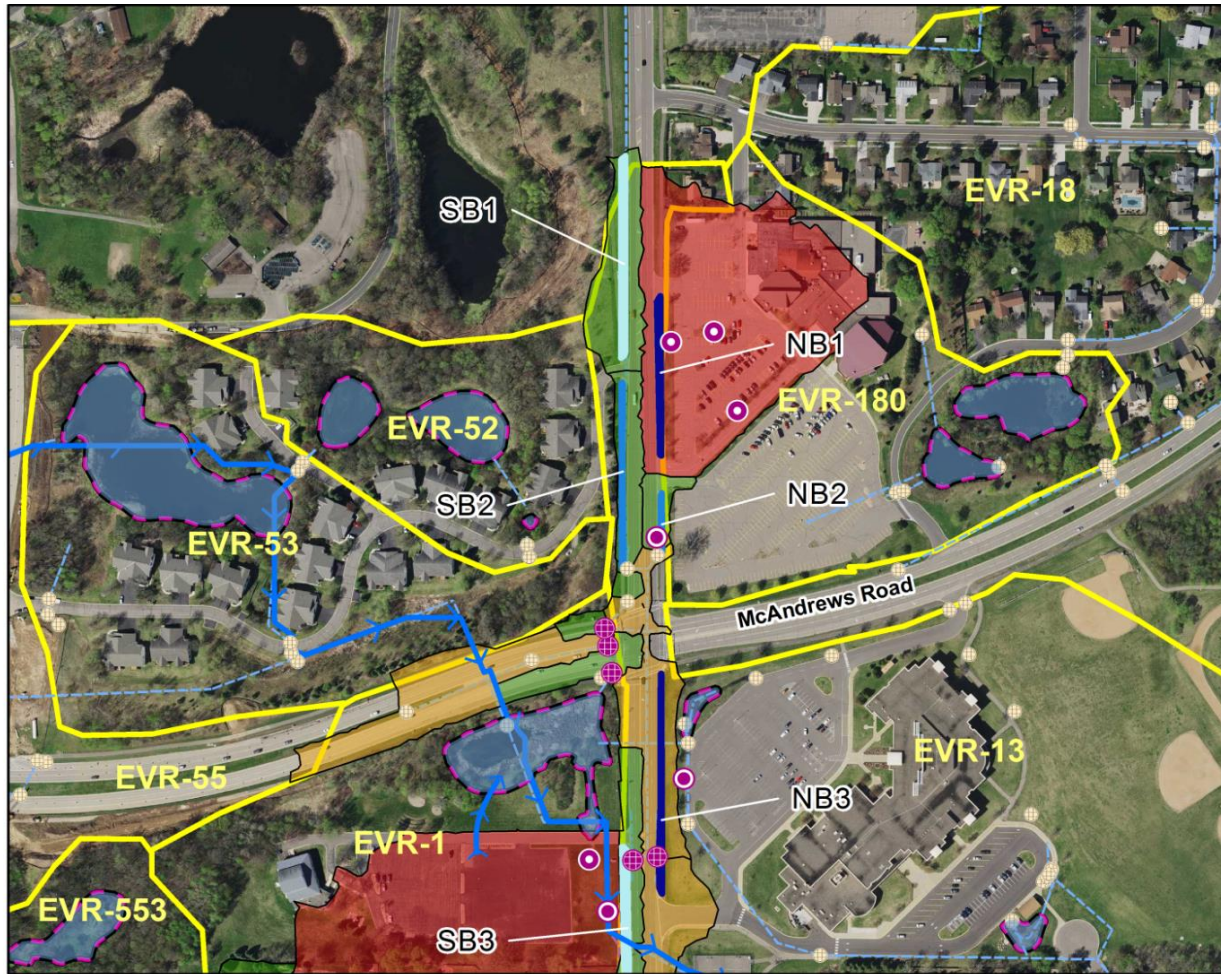 EVR-18
SB1
NB1
EVR-180
EVR-52
SB2
NB2
EVR-53
McAndrews Road
EVR-13
EVR-55
NB3
EVR-1
EVR-553
SB3